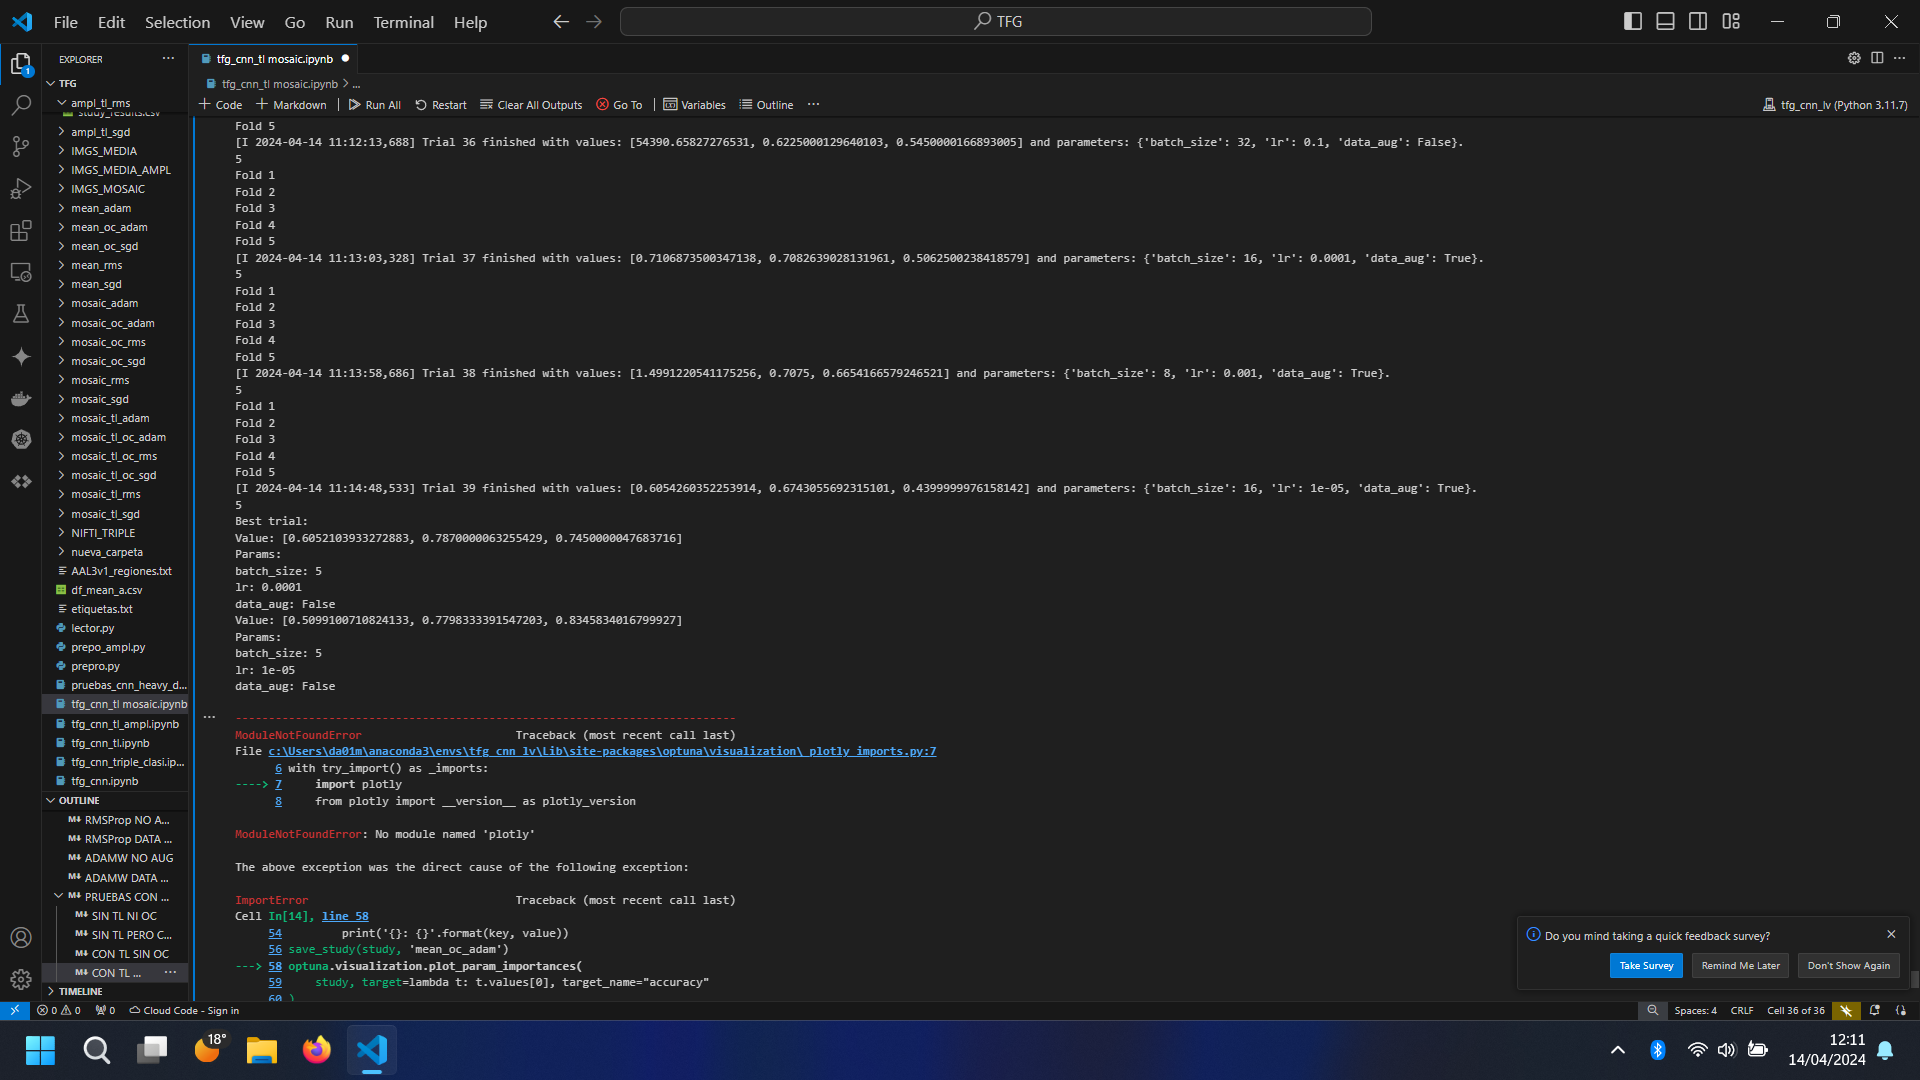 File Edit Selection View Go Run Terminal Help
TFG
EXPLORER
TFG
ampl_tl_rms
study_results.csv
ampl_tl_sgd
IMGS_MEDIA
IMGS_MEDIA_AMPL
IMGS_MOSAIC
mean_adam
mean_oc_adam
mean_oc_sgd
mean_rms
mean_sgd
mosaic_adam
mosaic_oc_adam
mosaic_oc_rms
mosaic_oc_sgd
mosaic_rms
mosaic_sgd
mosaic_tl_adam
mosaic_tl_oc_adam
mosaic_tl_oc_rms
mosaic_tl_oc_sgd
mosaic_tl_rms
mosaic_tl_sgd
NIFTI_TRIPLE
nueva_carpeta
AAL3v1_regiones.txt
df_mean_a.csv
etiquetas.txt
lector.py
prepo_ampl.py
prepro.py
pruebas_cnn_heavy_d...
tfg_cnn_tl mosaic.ipynb
tfg_cnn_tl_ampl.ipynb
tfg_cnn_tl.ipynb
tfg_cnn_triple_clasi.ip...
tfg_cnn.ipynb
OUTLINE
M↓ RMSProp NO A...
M↓ RMSProp DATA ...
M↓ ADAMW NO AUG
M↓ ADAMW DATA ...
M↓ PRUEBAS CON ...
M↓ SIN TL NI OC
M↓ SIN TL PERO C...
M↓ CON TL SIN OC
M↓ CON TL ...
TIMELINE
tfg_cnn_tl mosaic.ipynb
tfg_cnn_tl mosaic.ipynb > ...
+ Code + Markdown | Run All Restart Clear All Outputs Go To | Variables Outline ...
tfg_cnn_lv (Python 3.11.7)
Fold 5
[I 2024-04-14 11:12:13,688] Trial 36 finished with values: [54390.65827276531, 0.6225000129640103, 0.5450000166893005] and parameters: {'batch_size': 32, 'lr': 0.1, 'data_aug': False}.
5
Fold 1
Fold 2
Fold 3
Fold 4
Fold 5
[I 2024-04-14 11:13:03,328] Trial 37 finished with values: [0.7106873500347138, 0.7082639028131961, 0.5062500238418579] and parameters: {'batch_size': 16, 'lr': 0.0001, 'data_aug': True}.
5
Fold 1
Fold 2
Fold 3
Fold 4
Fold 5
[I 2024-04-14 11:13:58,686] Trial 38 finished with values: [1.4991220541175256, 0.7075, 0.6654166579246521] and parameters: {'batch_size': 8, 'lr': 0.001, 'data_aug': True}.
5
Fold 1
Fold 2
Fold 3
Fold 4
Fold 5
[I 2024-04-14 11:14:48,533] Trial 39 finished with values: [0.6054260352253914, 0.6743055692315101, 0.4399999976158142] and parameters: {'batch_size': 16, 'lr': 1e-05, 'data_aug': True}.
5
Best trial:
Value: [0.6052103933272883, 0.7870000063255429, 0.7450000047683716]
Params:
batch_size: 5
lr: 0.0001
data_aug: False
Value: [0.5099100710824133, 0.7798333391547203, 0.8345834016799927]
Params:
batch_size: 5
lr: 1e-05
data_aug: False
---------------------------------------------------------------------------
ModuleNotFoundError Traceback (most recent call last)
File c:\Users\da01m\anaconda3\envs\tfg_cnn_lv\Lib\site-packages\optuna\visualization\_plotly_imports.py:7
6 with try_import() as _imports:
----> 7 import plotly
8 from plotly import __version__ as plotly_version
ModuleNotFoundError: No module named 'plotly'
The above exception was the direct cause of the following exception:
ImportError Traceback (most recent call last)
Cell In[14], line 58
54 print('{}: {}'.format(key, value))
56 save_study(study, 'mean_oc_adam')
---> 58 optuna.visualization.plot_param_importances(
59 study, target=lambda t: t.values[0], target_name="accuracy"
60 )
Do you mind taking a quick feedback survey?
Take Survey Remind Me Later Don't Show Again
0 0 0 Cloud Code - Sign in
Spaces: 4 CRLF Cell 36 of 36
18°
12:11
14/04/2024